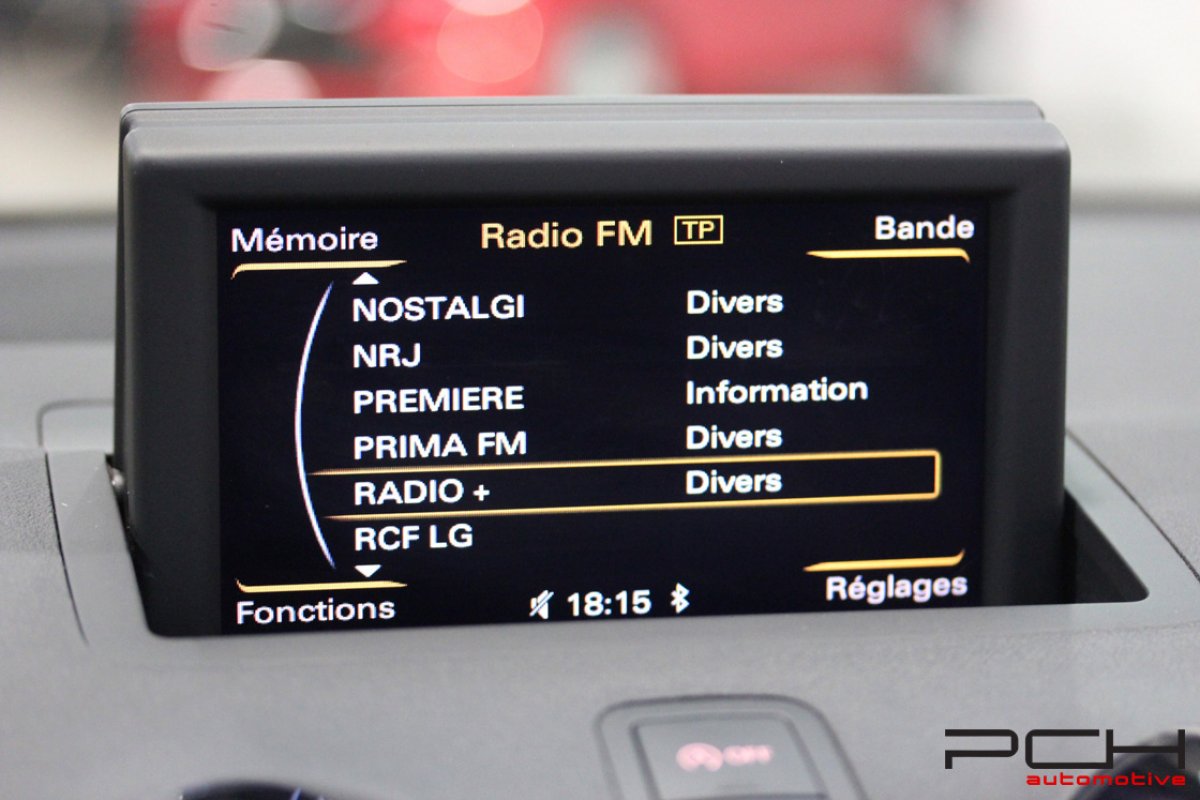 Mémoire Radio FM TP Bande
NOSTALGI Divers
NRJ Divers
PREMIERE Information
PRIMA FM Divers
RADIO + Divers
RCF LG
Fonctions 18:15 Réglages
OFF
PCH
automotive